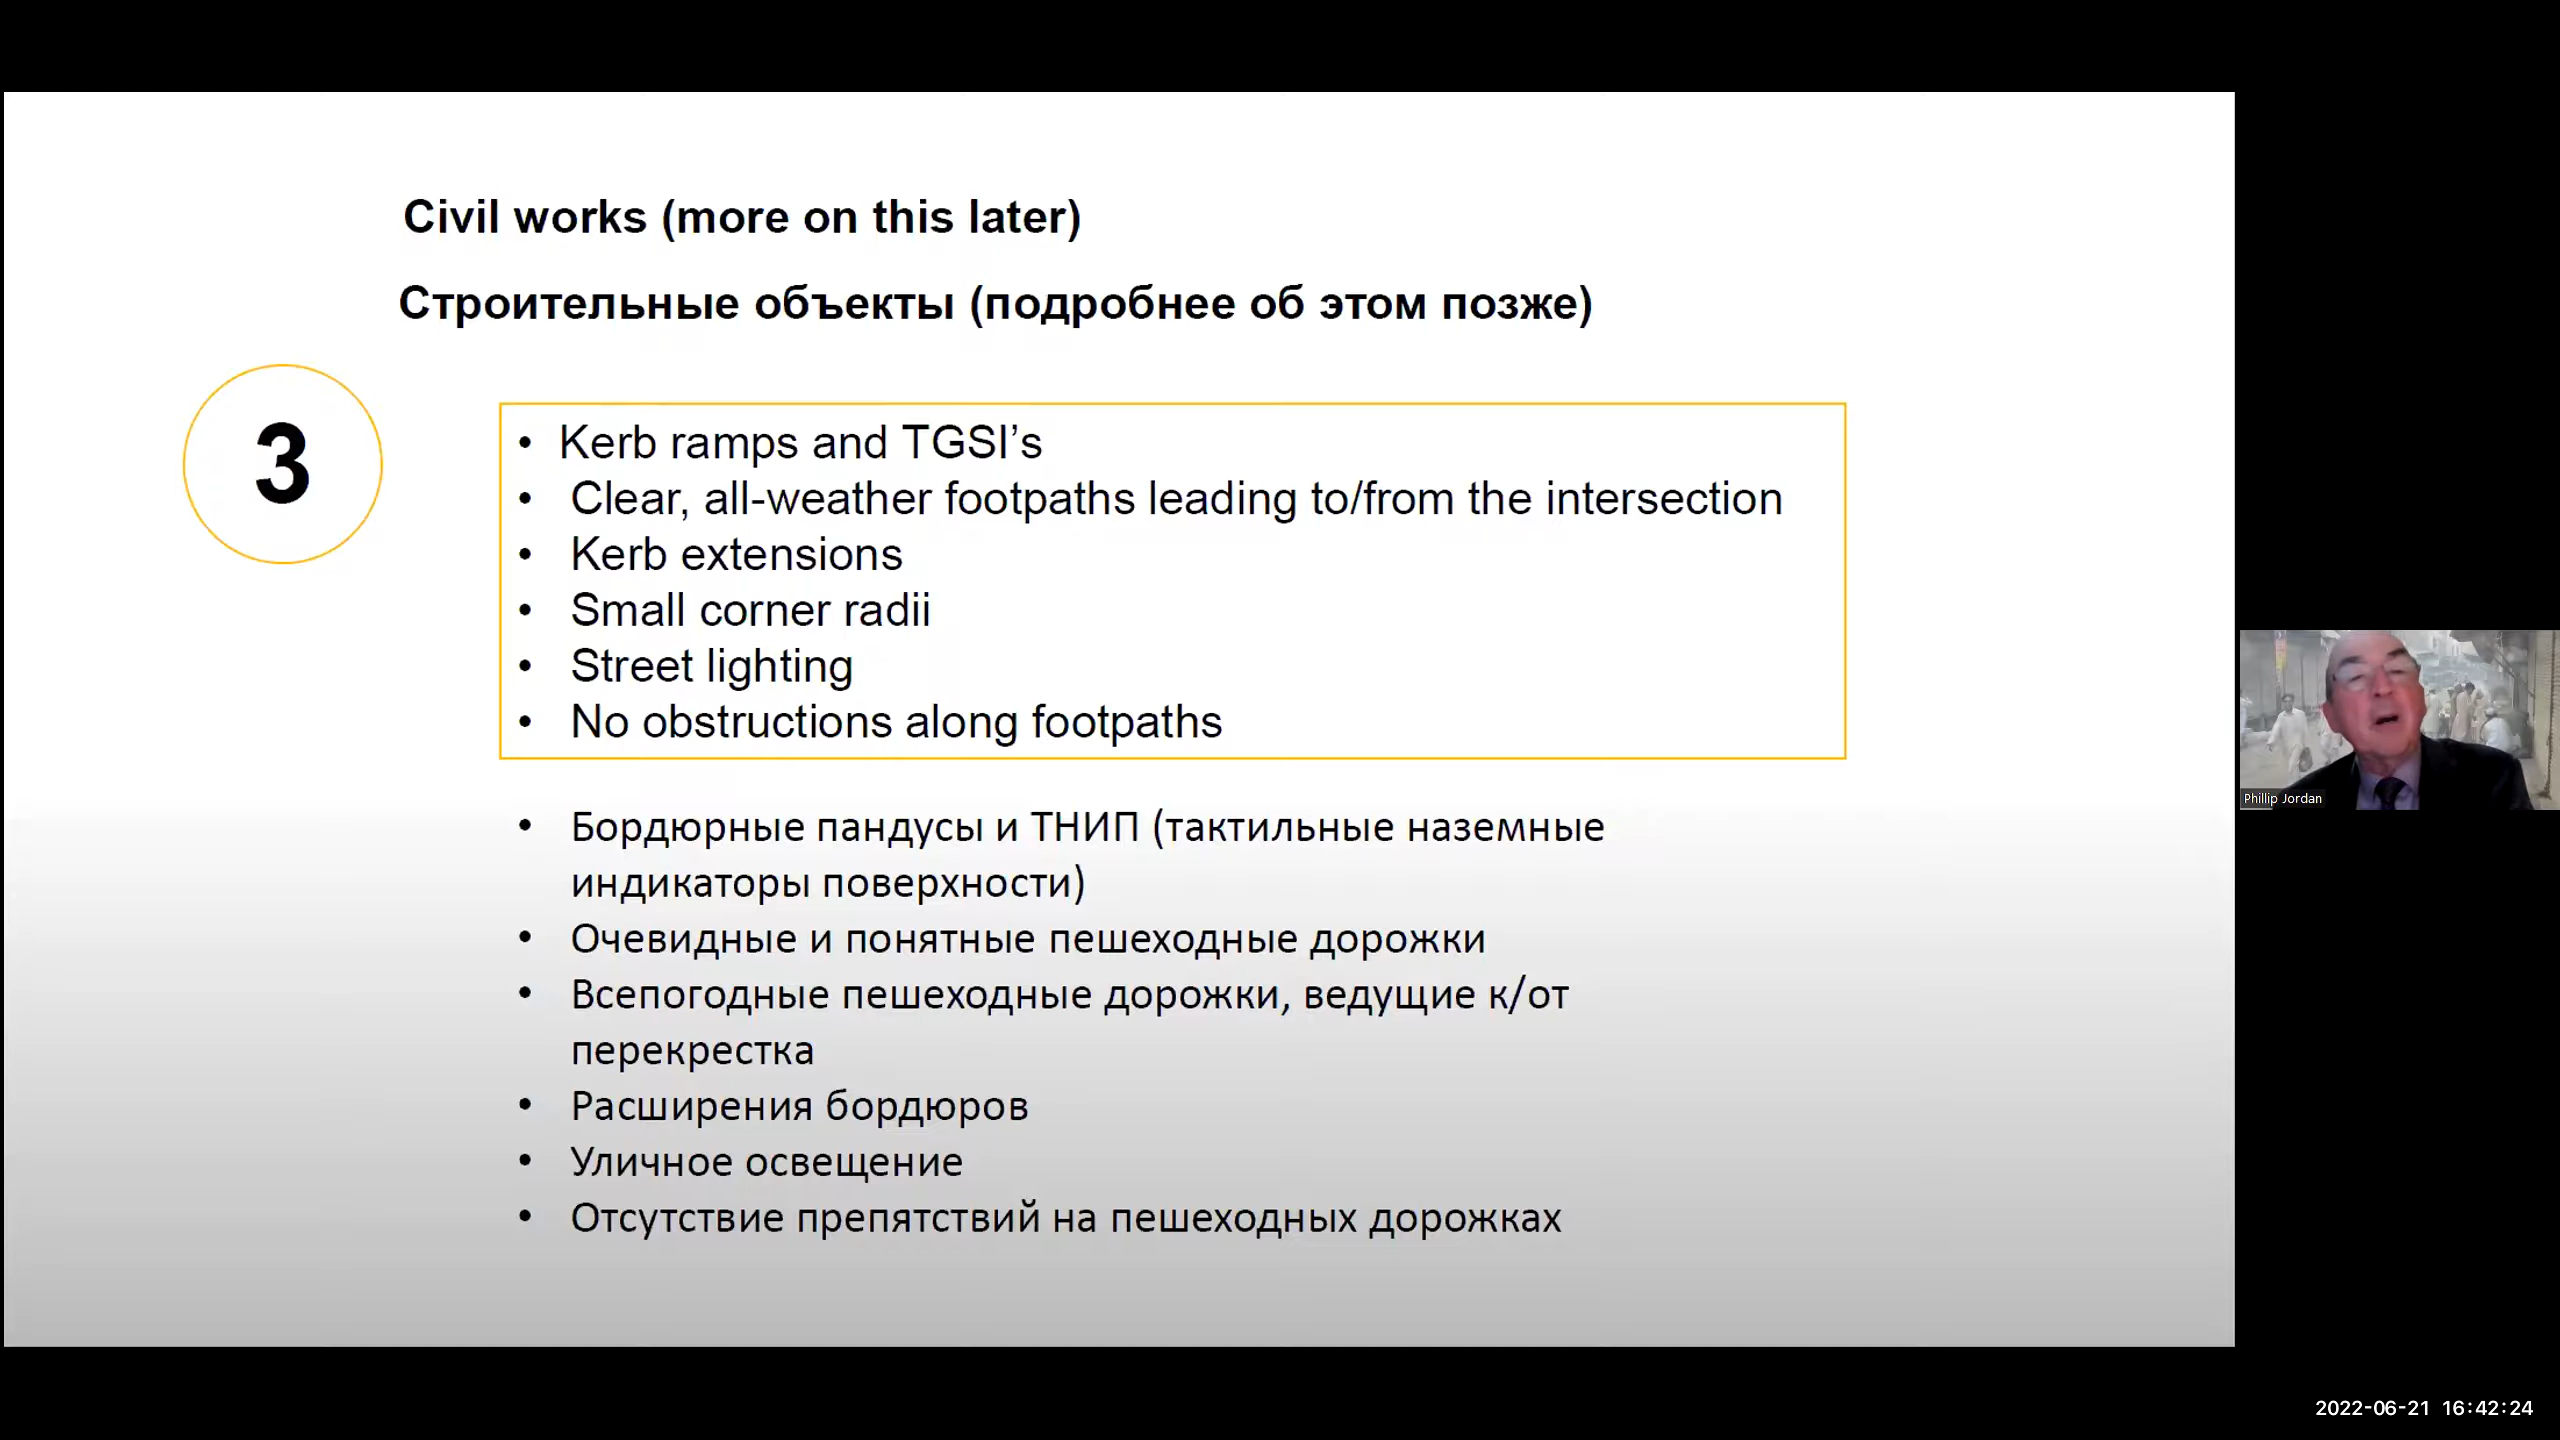 Civil works (more on this later)
Строительные объекты (подробнее об этом позже)
3
• Kerb ramps and TGSI’s
• Clear, all-weather footpaths leading to/from the intersection
• Kerb extensions
• Small corner radii
• Street lighting
• No obstructions along footpaths
• Бордюрные пандусы и ТНИП (тактильные наземные
индикаторы поверхности)
• Очевидные и понятные пешеходные дорожки
• Всепогодные пешеходные дорожки, ведущие к/от
перекрестка
• Расширения бордюров
• Уличное освещение
• Отсутствие препятствий на пешеходных дорожках
Phillip Jordan
2022-06-21 16:42:24